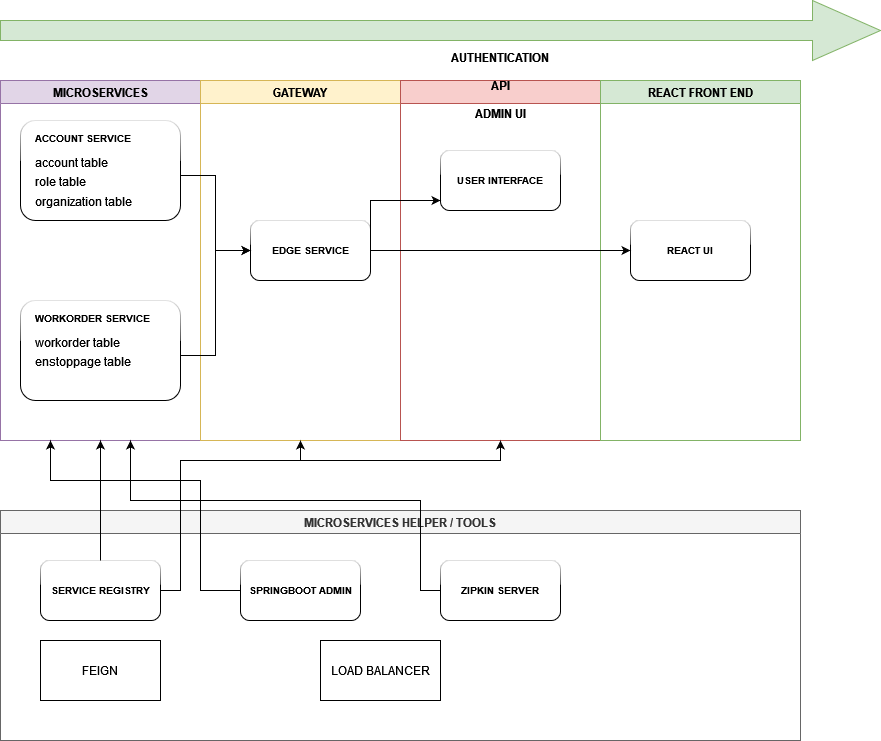 AUTHENTICATION
API
ADMIN UI
MICROSERVICES
GATEWAY
REACT FRONT END
ACCOUNT SERVICE
account table
role table
organization table
USER INTERFACE
EDGE SERVICE
REACT UI
WORKORDER SERVICE
workorder table
enstoppage table
MICROSERVICES HELPER / TOOLS
SERVICE REGISTRY
SPRINGBOOT ADMIN
ZIPKIN SERVER
FEIGN
LOAD BALANCER